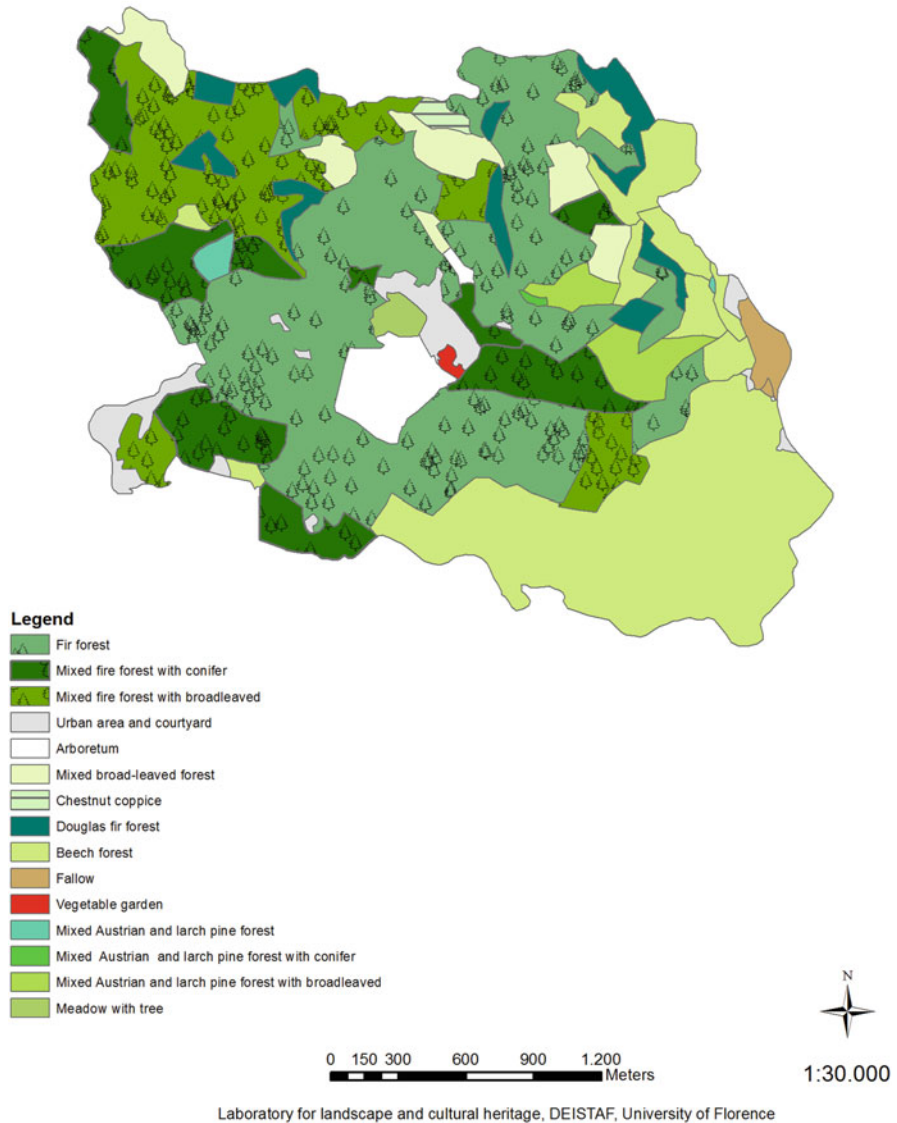 Legend
Fir forest
Mixed fire forest with conifer
Mixed fire forest with broadleaved
Urban area and courtyard
Arboretum
Mixed broad-leaved forest
Chestnut coppice
Douglas fir forest
Beech forest
Fallow
Vegetable garden
Mixed Austrian and larch pine forest
Mixed Austrian and larch pine forest with conifer
Mixed Austrian and larch pine forest with broadleaved
Meadow with tree
N
0 150 300 600 900 1.200
Meters
1:30.000
Laboratory for landscape and cultural heritage, DEISTAF, University of Florence